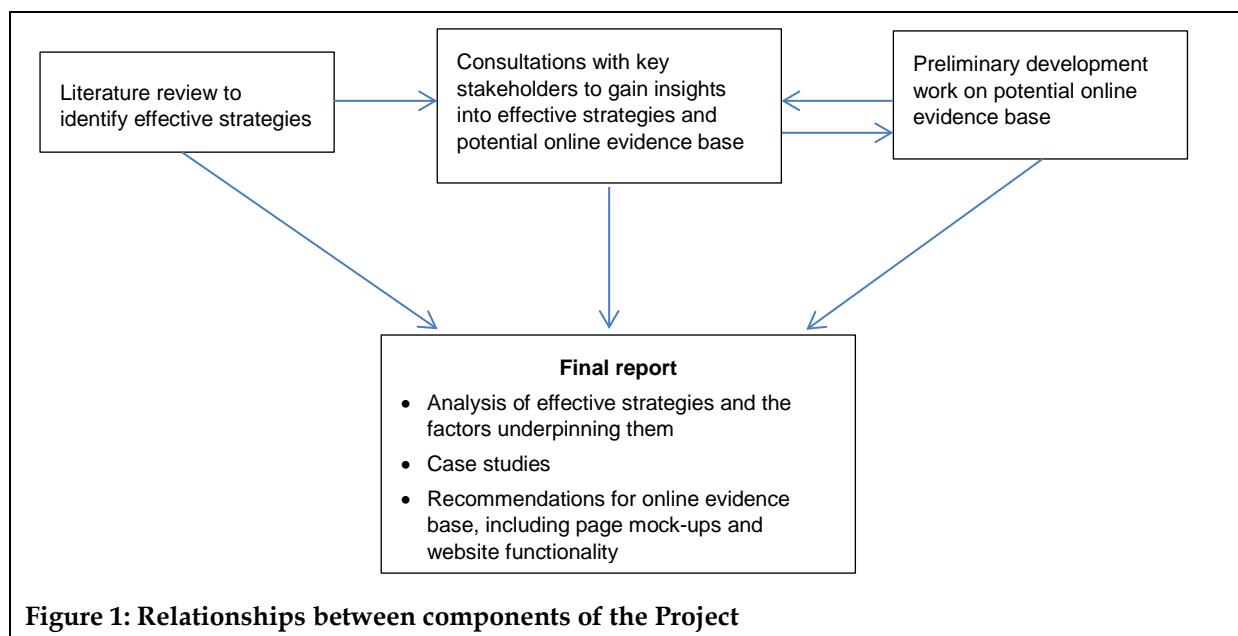 Literature review to
identify effective strategies
Consultations with key
stakeholders to gain insights
into effective strategies and
potential online evidence base
Preliminary development
work on potential online
evidence base
Final report
• Analysis of effective strategies and the
factors underpinning them
• Case studies
• Recommendations for online evidence
base, including page mock-ups and
website functionality
Figure 1: Relationships between components of the Project